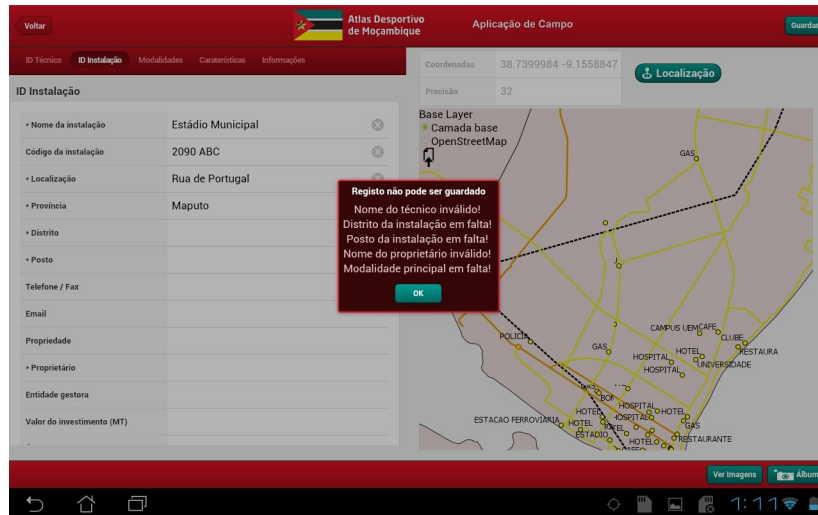 Voltar
Atlas Desportivo
de Moçambique
Aplicação de Campo
Guardar
ID Técnico
ID Instalação
Modalidades
Caraterísticas
Informações
ID Instalação
* Nome da instalação
Estádio Municipal
Código da instalação
2090 ABC
* Localização
Rua de Portugal
* Província
Maputo
* Distrito
* Posto
Telefone / Fax
Email
Propriedade
* Proprietário
Entidade gestora
Valor do investimento (MT)
Coordenadas
38.7399984 -9.1558847
Precisão
32
Localização
Base Layer
Camada base
OpenStreetMap
Registo não pode ser guardado
Nome do técnico inválido!
Distrito da instalação em falta!
Posto da instalação em falta!
Nome do proprietário inválido!
Modalidade principal em falta!
OK
GAS
POLICIA
CAMPUS UEM
CAFE
CLUBE
GAS
HOSPITAL
HOTEL
RESTAURA
HOSPITAL
UNIVERSIDADE
HOSPITAL
HOTEL
HOTEL
ESTACAO FERROVIARIA
HOTEL
GAS
ESTADIO
HOTEL
RESTAURANTE
Ver Imagens
Álbum
1:11